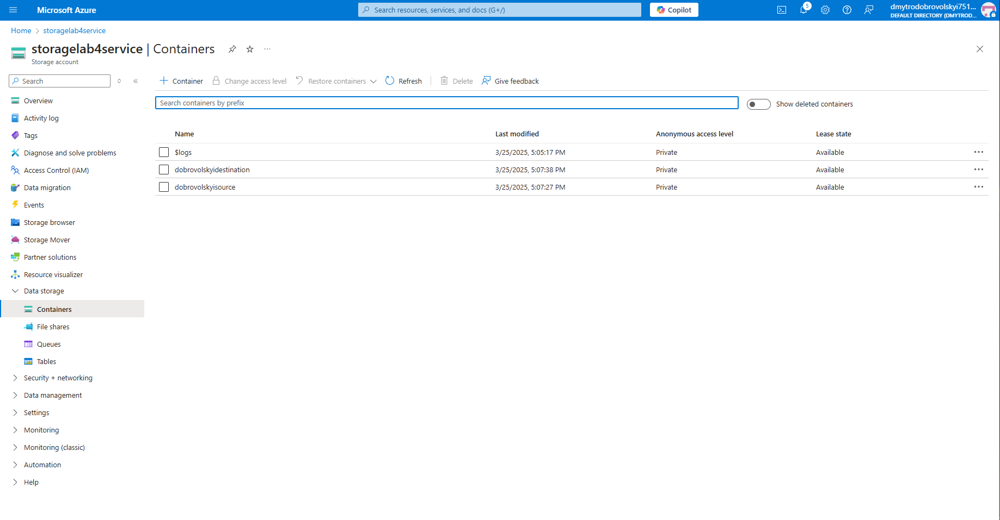 Microsoft Azure
Search resources, services, and docs (G+/)
Copilot
5
dmytrodobrovolskyi751...
DEFAULT DIRECTORY (DMYTROD...
Home > storagelab4service
storagelab4service | Containers
...
Storage account
Search
Container
Change access level
Restore containers
Refresh
Delete
Give feedback
Search containers by prefix
Show deleted containers
Name Last modified Anonymous access level Lease state
$logs 3/25/2025, 5:05:17 PM Private Available
dobrovolskyidestination 3/25/2025, 5:07:38 PM Private Available
dobrovolskyisource 3/25/2025, 5:07:27 PM Private Available
Overview
Activity log
Tags
Diagnose and solve problems
Access Control (IAM)
Data migration
Events
Storage browser
Storage Mover
Partner solutions
Resource visualizer
Data storage
Containers
File shares
Queues
Tables
Security + networking
Data management
Settings
Monitoring
Monitoring (classic)
Automation
Help